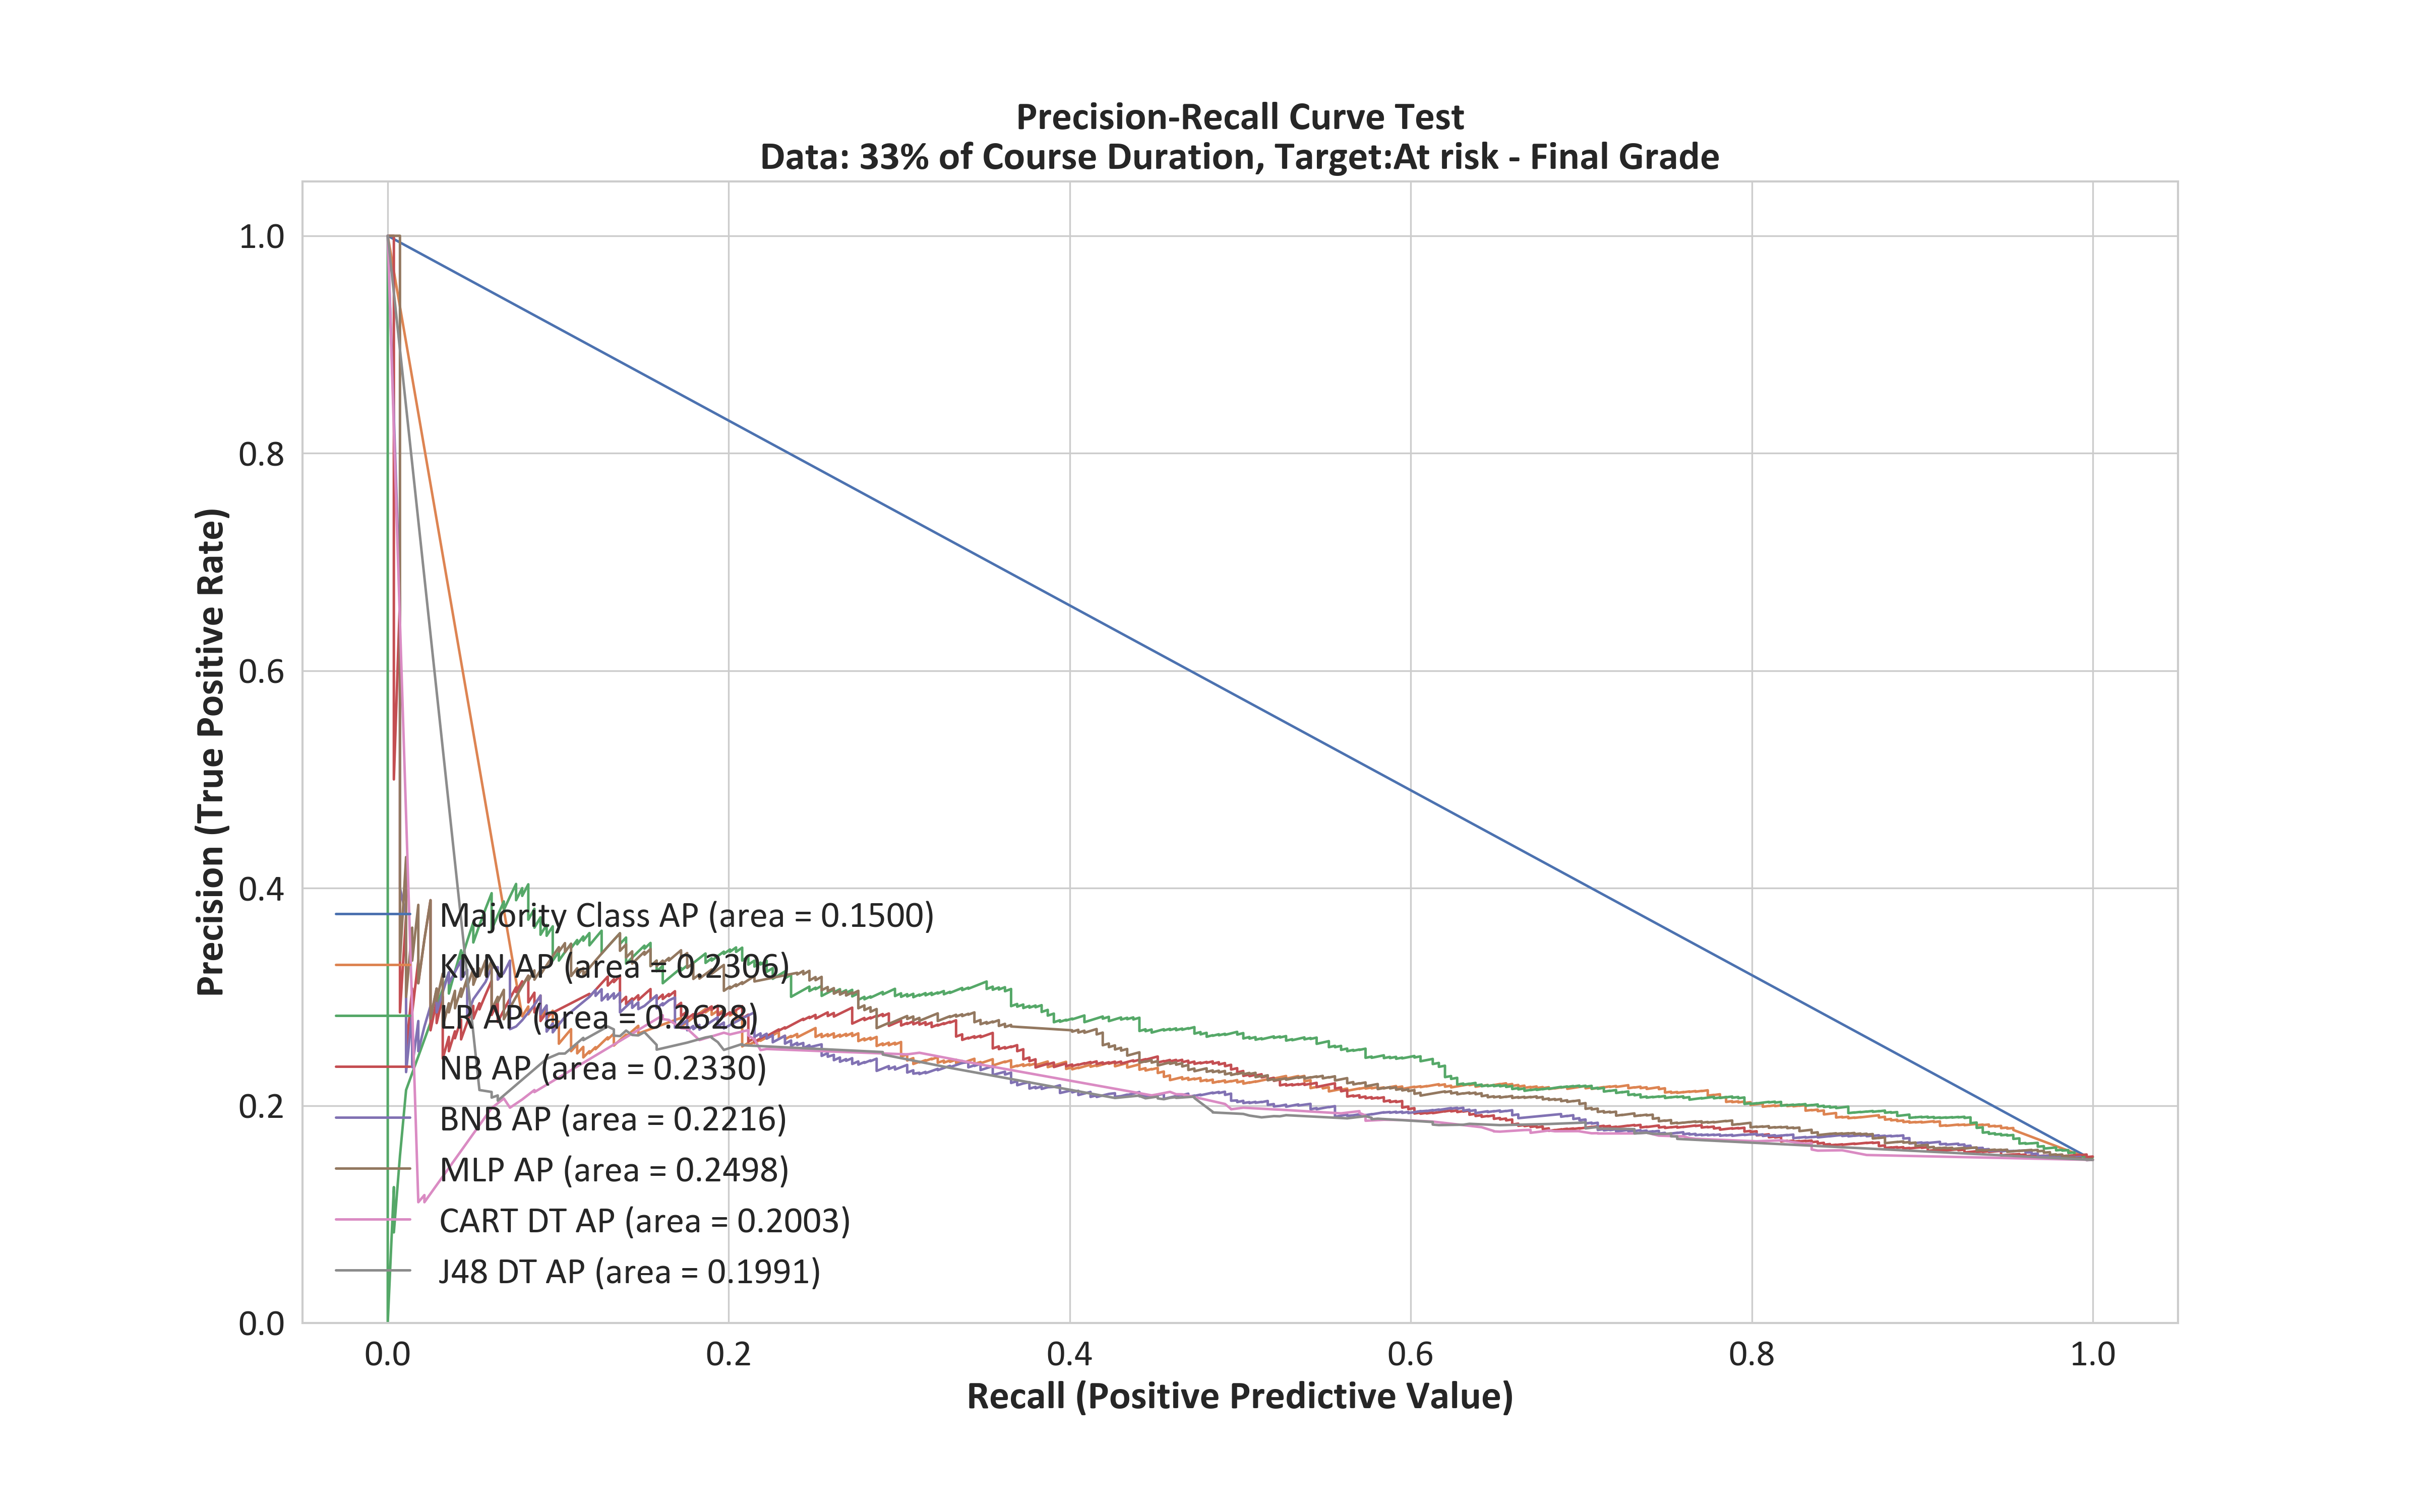 Precision-Recall Curve Test
Data: 33% of Course Duration, Target:At risk - Final Grade
Precision (True Positive Rate)
1.0
0.8
0.6
0.4
0.2
0.0
Majority Class AP (area = 0.1500)
KNN AP (area = 0.2306)
LR AP (area = 0.2628)
NB AP (area = 0.2330)
BNB AP (area = 0.2216)
MLP AP (area = 0.2498)
CART DT AP (area = 0.2003)
J48 DT AP (area = 0.1991)
0.0 0.2 0.4 0.6 0.8 1.0
Recall (Positive Predictive Value)